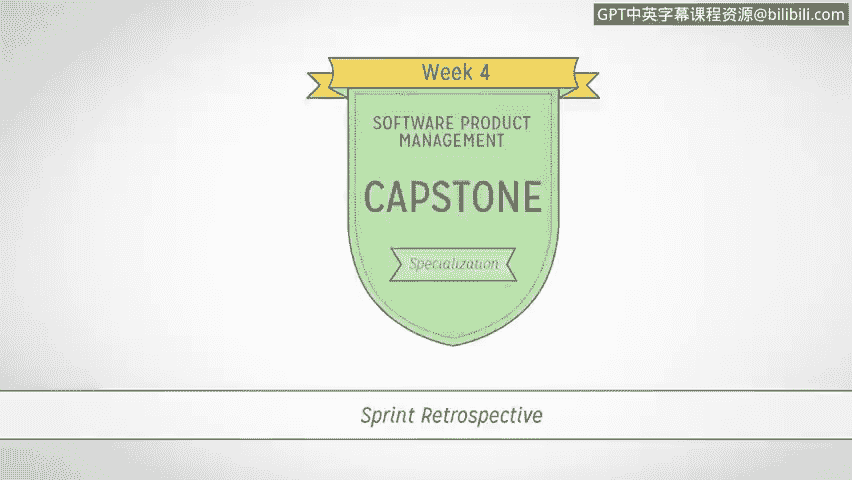 GPT中英字幕课程资源@bilibili.com
Week 4
SOFTWARE PRODUCT
MANAGEMENT
CAPSTONE
Specialization
Sprint Retrospective